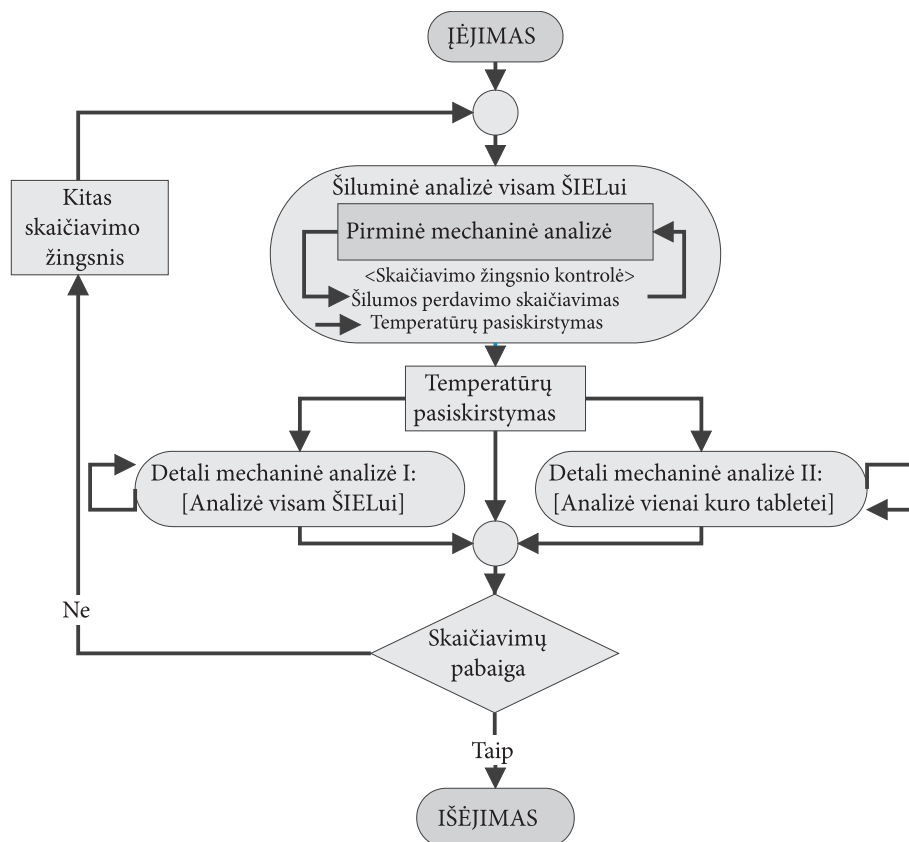 ĮĖJIMAS
Šiluminė analizė visam ŠIELui
Pirminė mechaninė analizė
<Skaičiavimo žingsnio kontrolė>
Šilumos perdavimo skaičiavimas
Temperatūrų pasiskirstymas
Kitas
skaičiavimo
žingsnis
Temperatūrų
pasiskirstymas
Detali mechaninė analizė I:
[Analizė visam ŠIELui]
Detali mechaninė analizė II:
[Analizė vienai kuro tabletei]
Ne
Skaičiavimų
pabaiga
Taip
IŠĖJIMAS